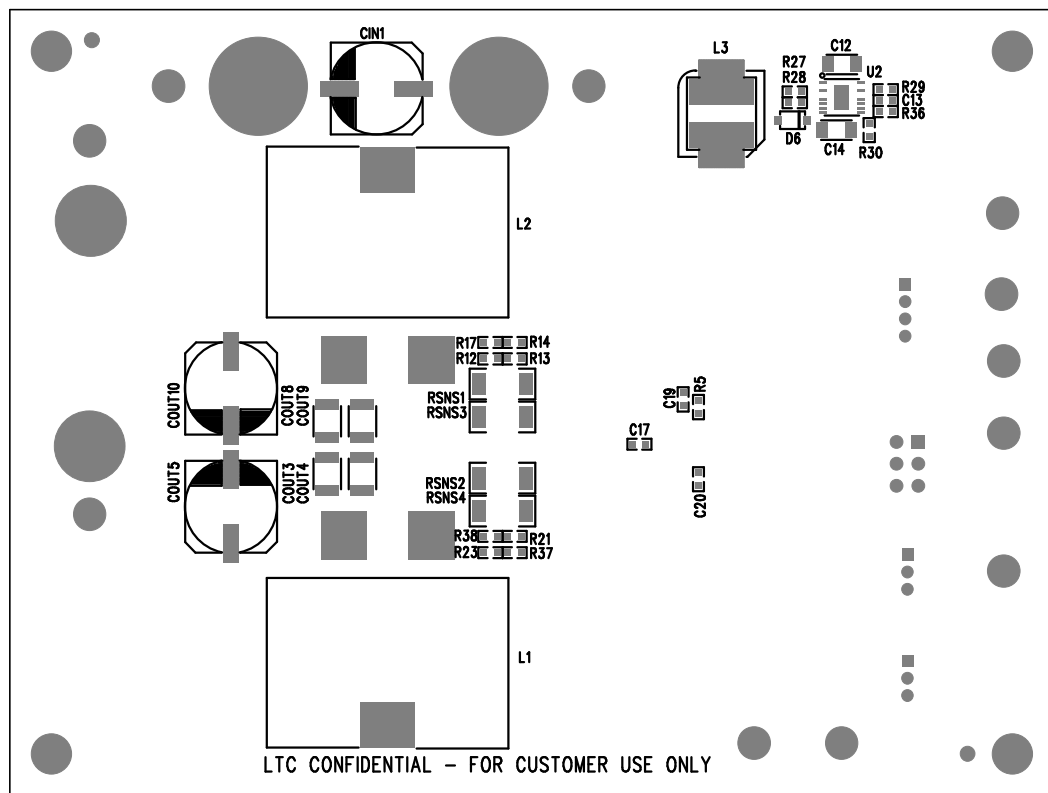 CIN1
L3
C12
R27
R28
U2
R29
C13
R36
D6
C14
R30
L2
R17
R14
R12
R13
COUT10
COUT8
COUT9
RSNS1
RSNS3
C19
R5
C17
COUT5
COUT3
COUT4
RSNS2
RSNS4
C20
R38
R21
R23
R37
L1
LTC CONFIDENTIAL – FOR CUSTOMER USE ONLY